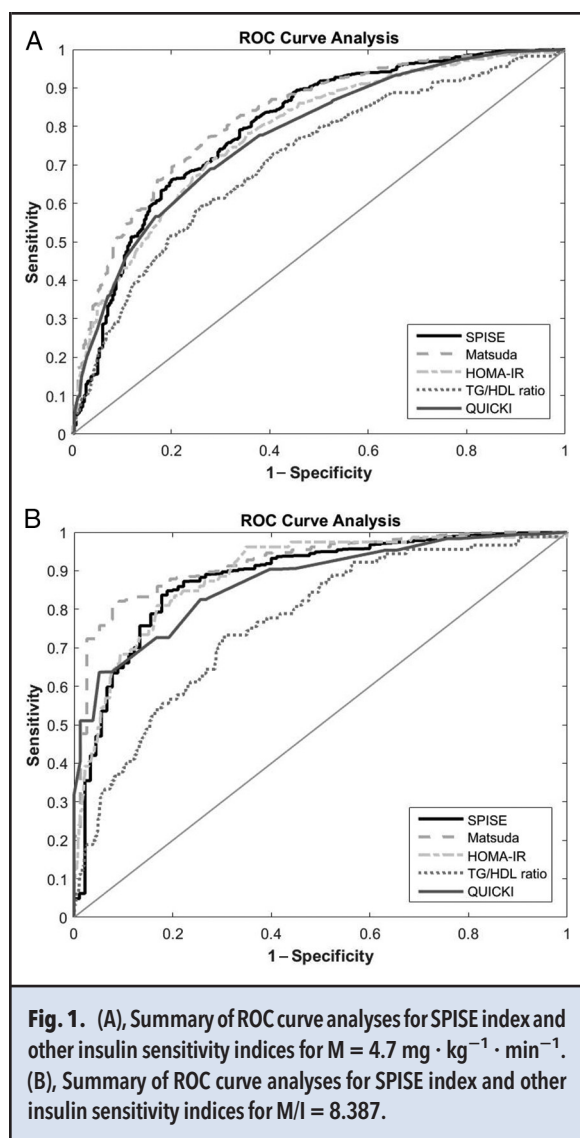 A
ROC Curve Analysis
1
0.9
0.8
0.7
0.6
0.5
0.4
0.3
0.2
0.1
0
Sensitivity
SPISE
Matsuda
HOMA-IR
TG/HDL ratio
QUICKI
0 0.2 0.4 0.6 0.8 1
1− Specificity
B
ROC Curve Analysis
1
0.9
0.8
0.7
0.6
0.5
0.4
0.3
0.2
0.1
0
Sensitivity
SPISE
Matsuda
HOMA-IR
TG/HDL ratio
QUICKI
0 0.2 0.4 0.6 0.8 1
1− Specificity
Fig. 1. (A), Summary of ROC curve analyses for SPISE index and
other insulin sensitivity indices for M = 4.7 mg · kg⁻¹ · min⁻¹.
(B), Summary of ROC curve analyses for SPISE index and other
insulin sensitivity indices for M/I = 8.387.